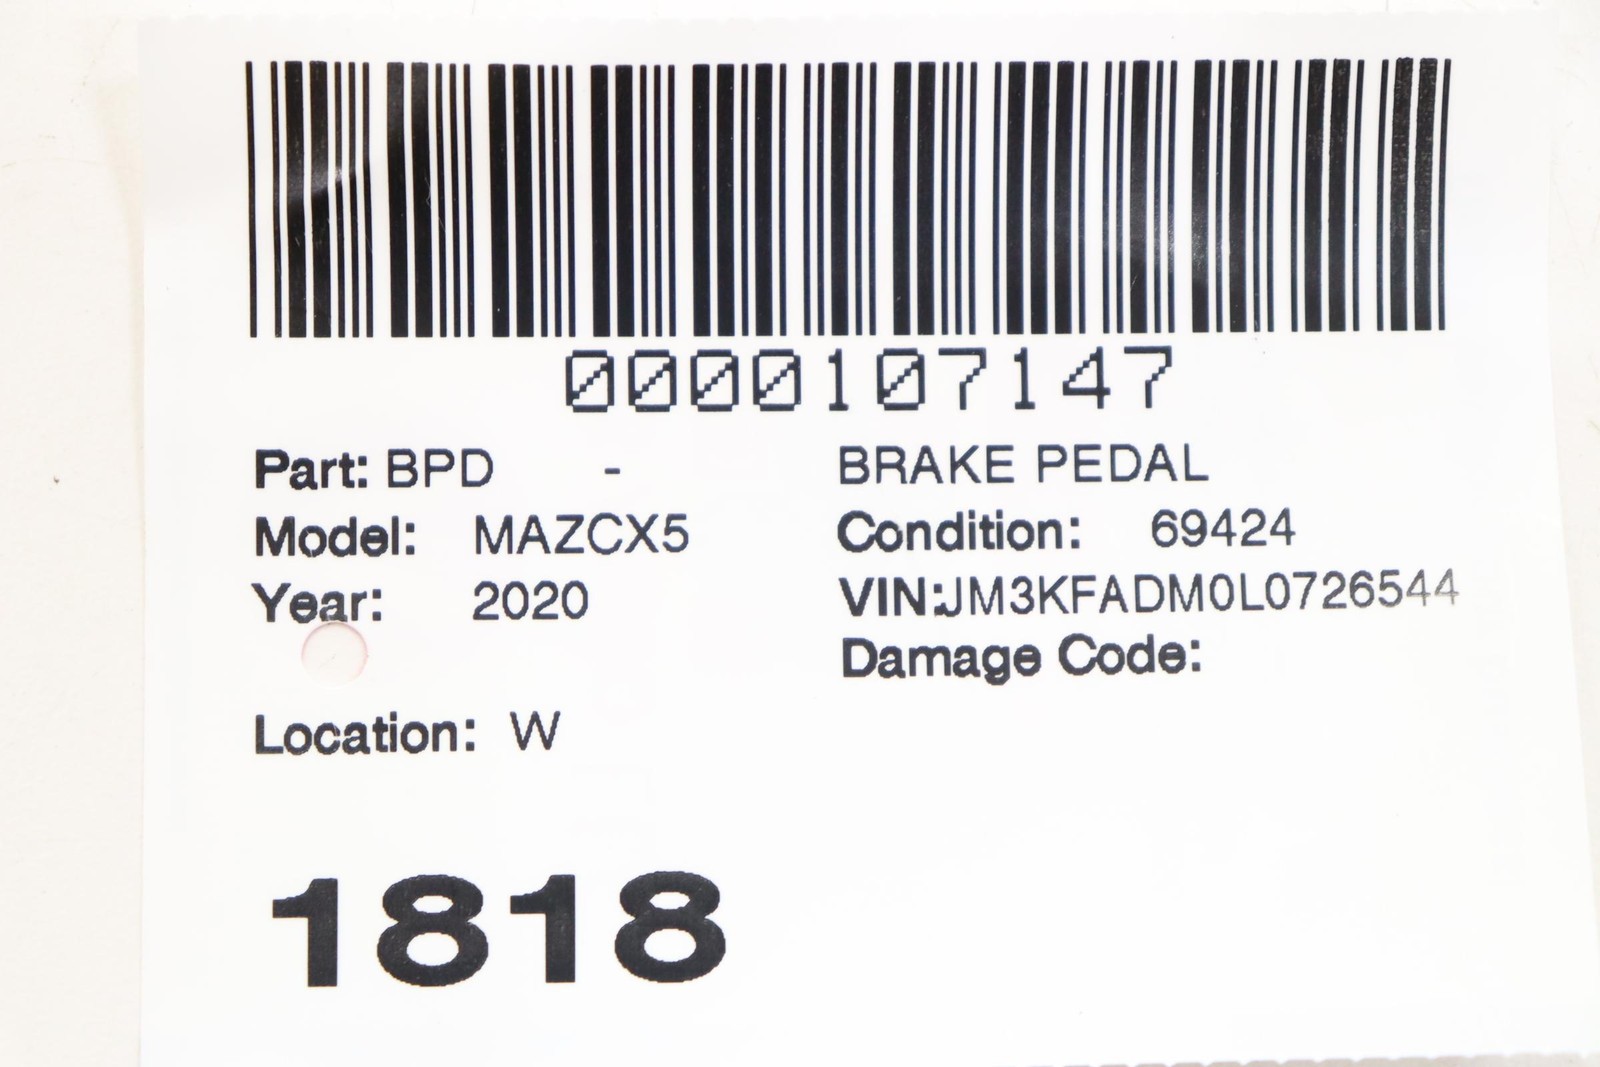 0000107147
Part: BPD - BRAKE PEDAL
Model: MAZCX5 Condition: 69424
Year: 2020 VIN:JM3KFADM0L0726544
Damage Code:
Location: W
1818